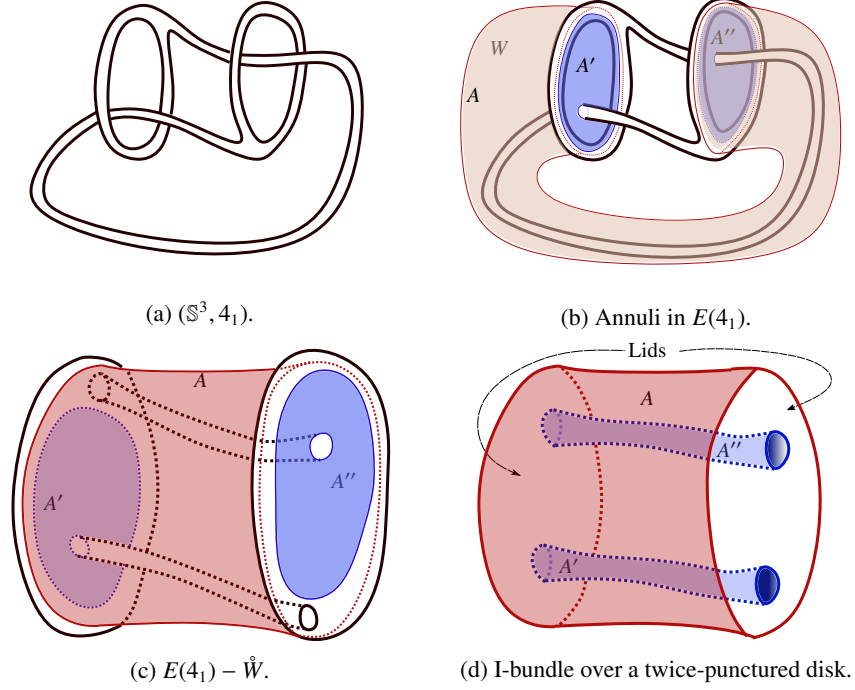 W
A
A′
A″
(a) (𝕊³, 4₁).
(b) Annuli in E(4₁).
Lids
A
A″
A′
A
A″
A′
(c) E(4₁) − W̊.
(d) I-bundle over a twice-punctured disk.